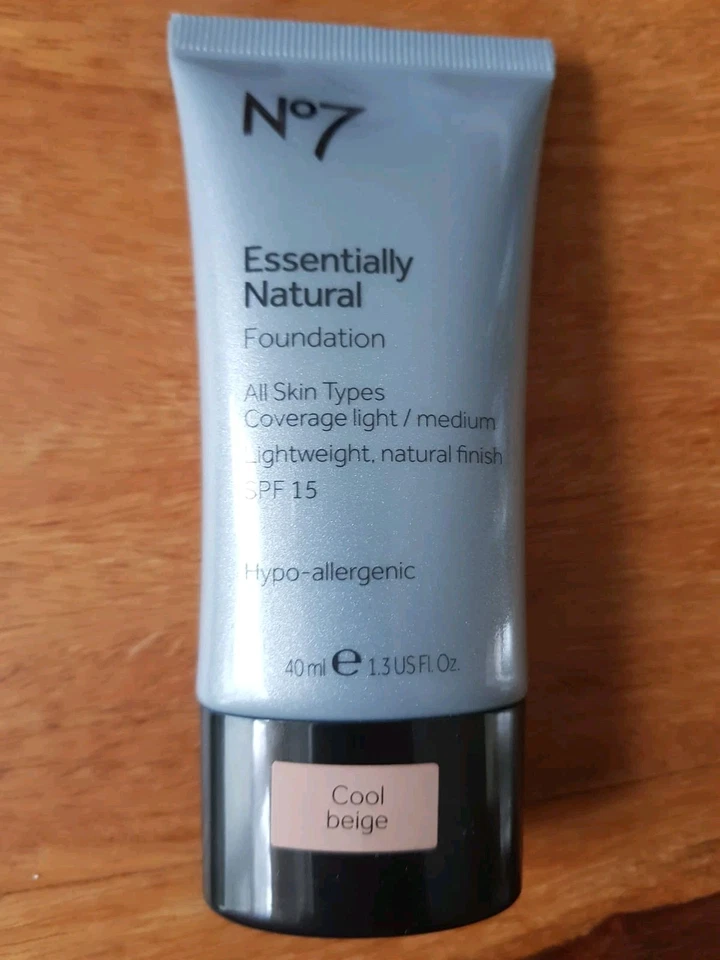 No7
Essentially
Natural
Foundation
All Skin Types
Coverage light / medium
Lightweight, natural finish
SPF 15
Hypo-allergenic
40 ml e 1.3 US Fl. Oz.
Cool
beige